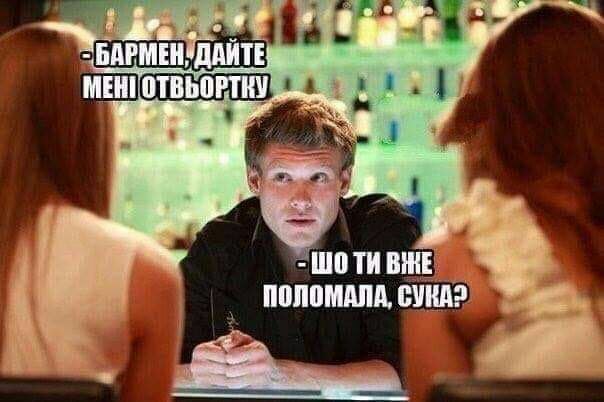 - БАРМЕН, ДАЙТЕ
МЕНІ ОТВЬОРТКУ
- ШО ТИ ВЖЕ
ПОЛОМАЛА, СУКА?